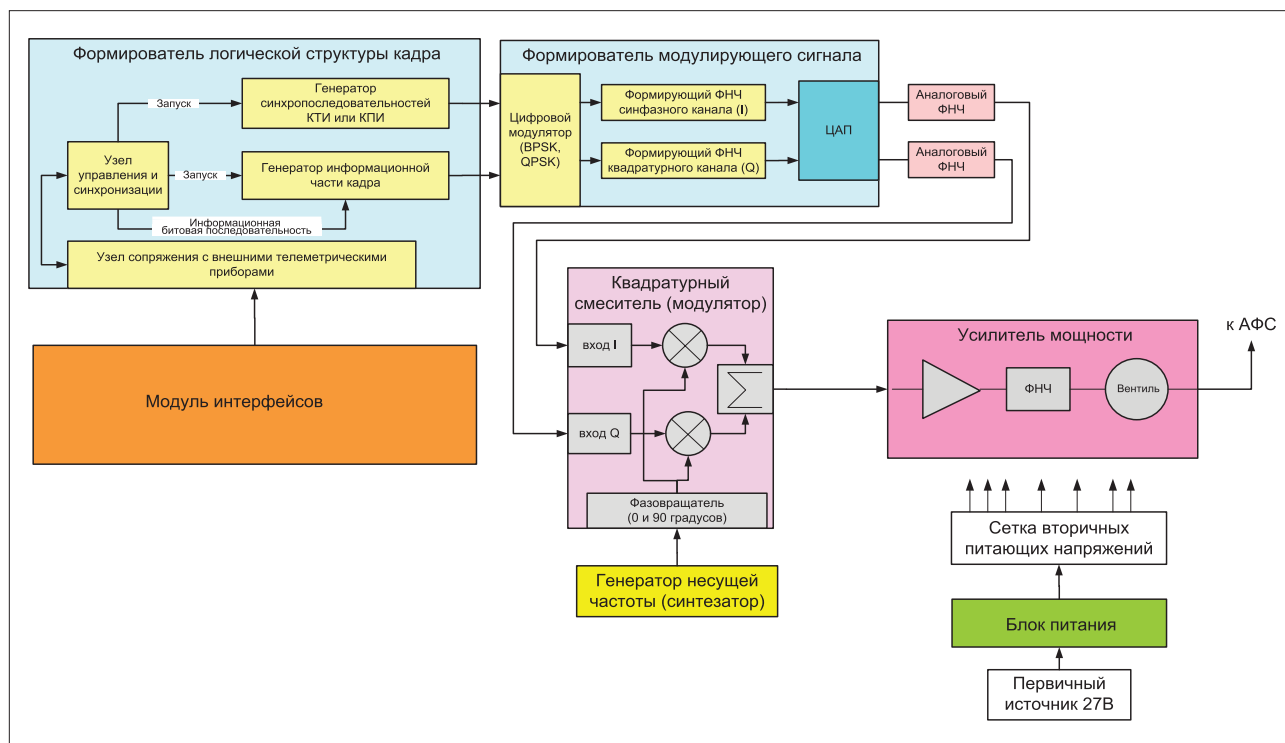 Формирователь логической структуры кадра
Генератор
синхропоследовательностей
КТИ или КПИ
Запуск
Узел
управления и
синхронизации
Запуск
Генератор информационной
части кадра
Информационная
битовая последовательность
Узел сопряжения с внешними телеметрическими
приборами
Модуль интерфейсов
Формирователь модулирующего сигнала
Цифровой
модулятор
(BPSK,
QPSK)
Формирующий ФНЧ
синфазного канала (I)
Формирующий ФНЧ
квадратурного канала (Q)
ЦАП
Аналоговый
ФНЧ
Аналоговый
ФНЧ
Квадратурный
смеситель (модулятор)
вход I
вход Q
Фазовращатель
(0 и 90 градусов)
Генератор несущей
частоты (синтезатор)
Усилитель мощности
ФНЧ
Вентиль
к АФС
Сетка вторичных
питающих напряжений
Блок питания
Первичный
источник 27В